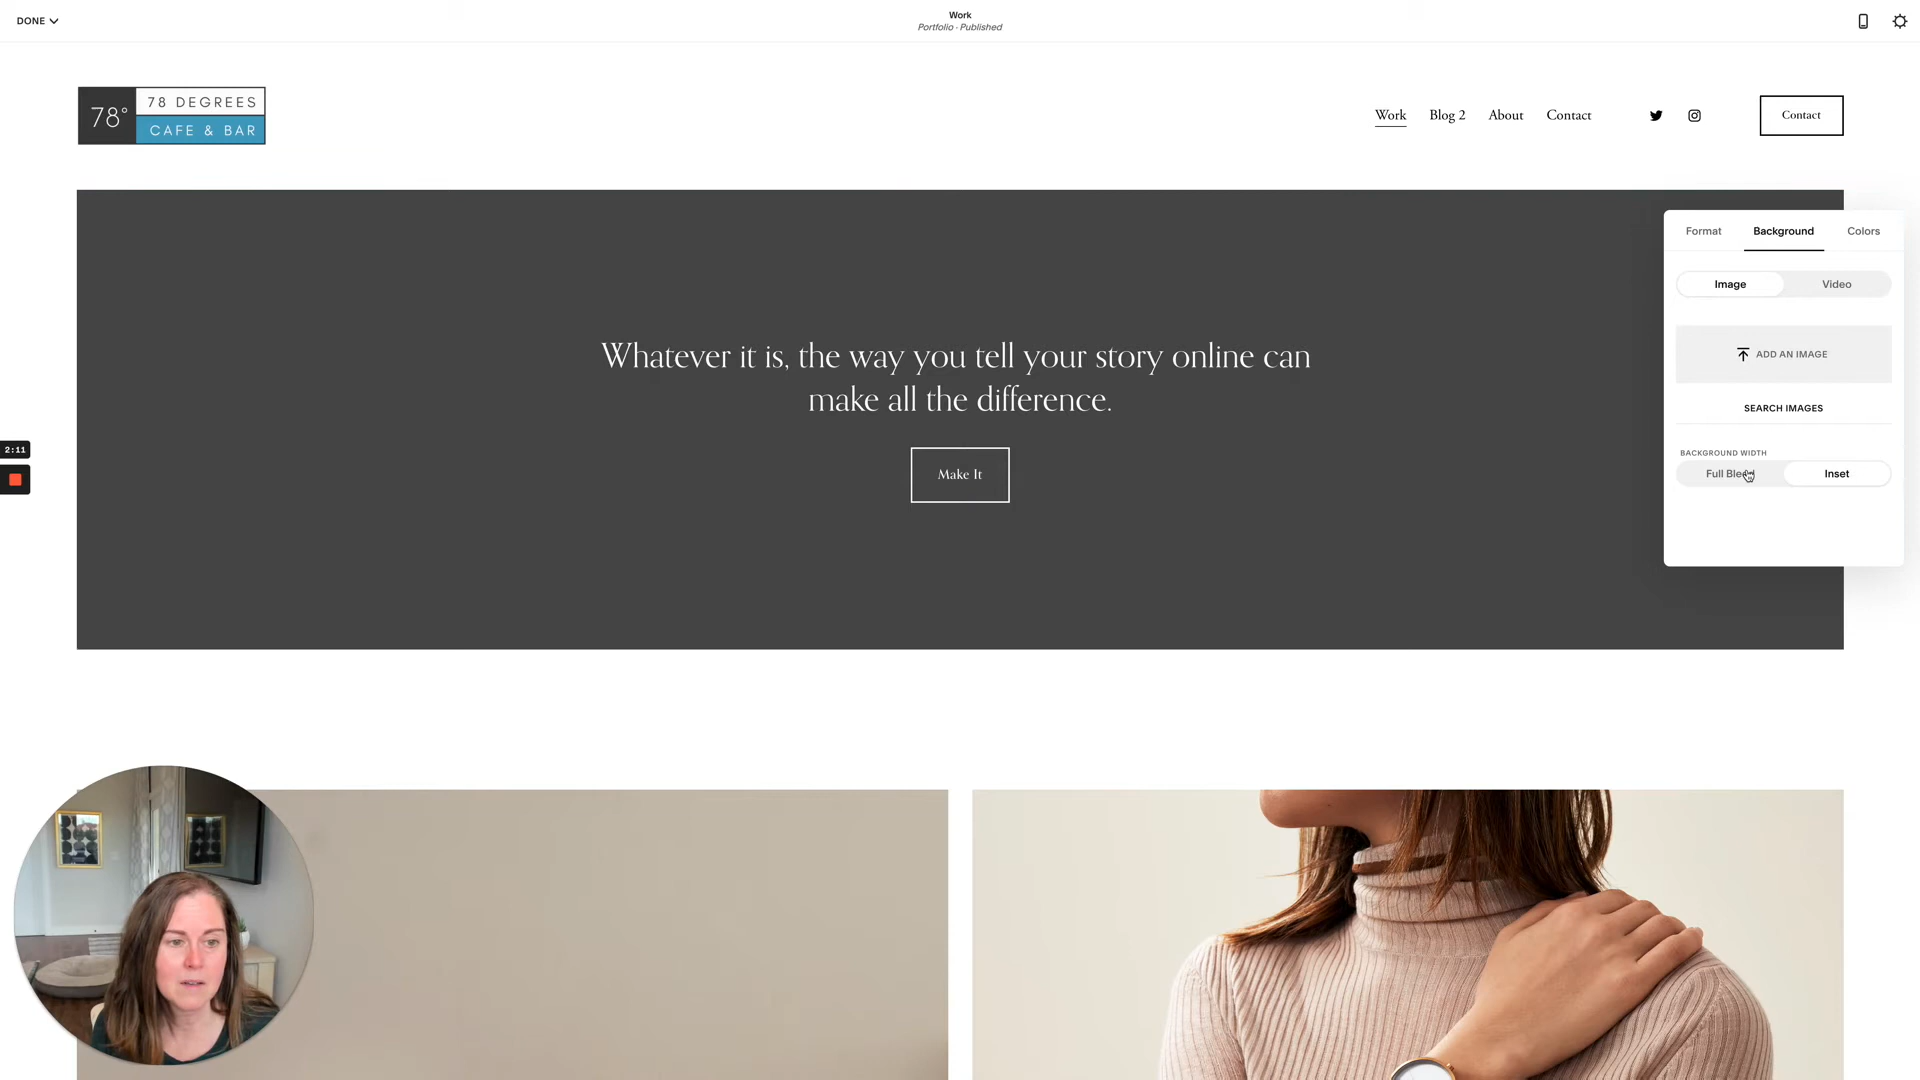 DONE
Work
Portfolio · Published
78°
78 DEGREES
CAFE & BAR
Work
Blog 2
About
Contact
Contact
Format
Background
Colors
Image
Video
ADD AN IMAGE
SEARCH IMAGES
BACKGROUND WIDTH
Full Bleed
Inset
Whatever it is, the way you tell your story online can
make all the difference.
Make It
2:11